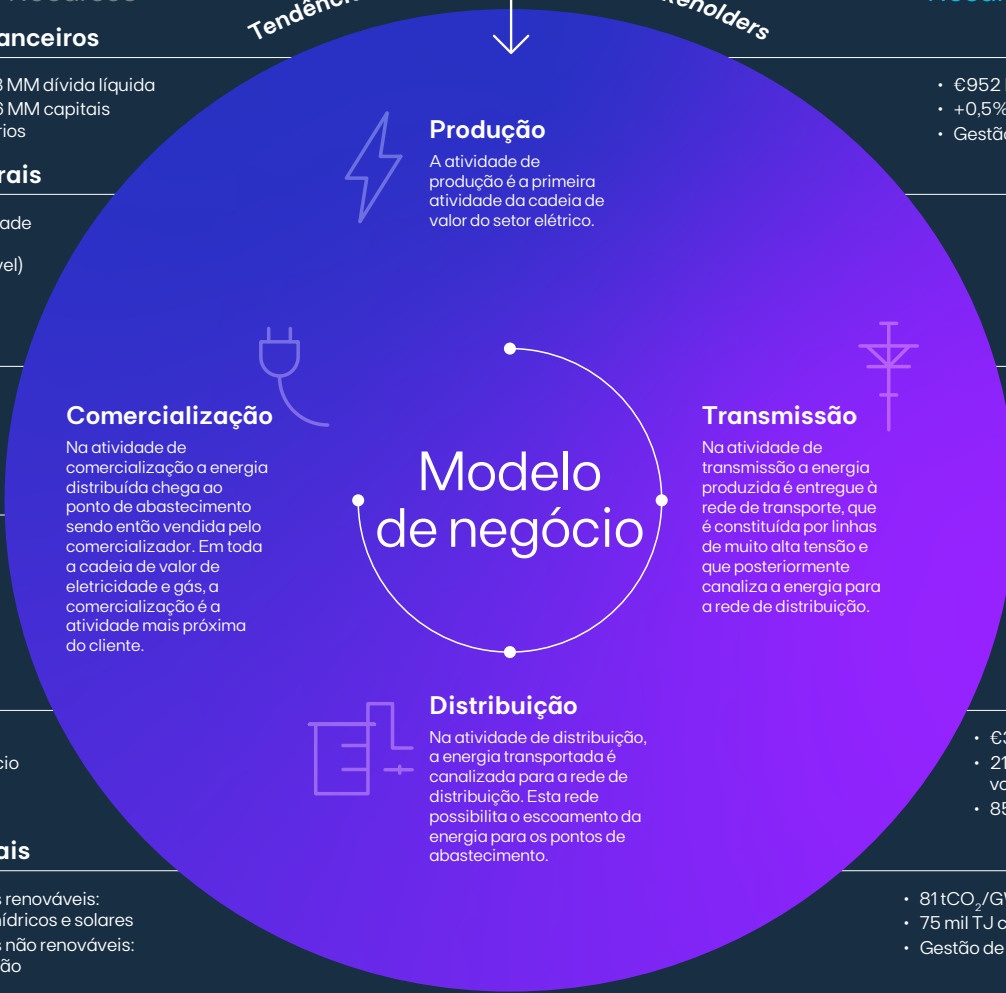 Tendênci
keholders
anceiros
MM dívida líquida
MM capitais
rios
rais
ade
vel)
cio
ais
renováveis:
ídricos e solares
não renováveis:
ão
Produção
A atividade de
produção é a primeira
atividade da cadeia de
valor do setor elétrico.
Comercialização
Na atividade de
comercialização a energia
distribuída chega ao
ponto de abastecimento
sendo então vendida pelo
comercializador. Em toda
a cadeia de valor de
eletricidade e gás, a
comercialização é a
atividade mais próxima
do cliente.
Modelo
de negócio
Transmissão
Na atividade de
transmissão a energia
produzida é entregue à
rede de transporte, que
é constituída por linhas
de muito alta tensão e
que posteriormente
canaliza a energia para
a rede de distribuição.
Distribuição
Na atividade de distribuição,
a energia transportada é
canalizada para a rede de
distribuição. Esta rede
possibilita o escoamento da
energia para os pontos de
abastecimento.
• €952
• +0,5%
• Gestão
• €3
• 21
va
• 85
• 81 tCO₂/GW
• 75 mil TJ c
• Gestão de